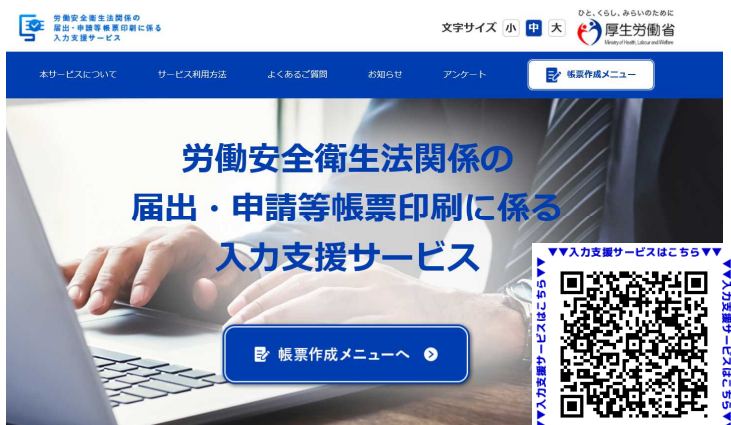 労働安全衛生法関係の
届出・申請等帳票印刷に係る
入力支援サービス
文字サイズ 小 中 大
ひと、くらし、みらいのために
厚生労働省
Ministry of Health, Labour and Welfare
本サービスについて サービス利用方法 よくあるご質問 お知らせ アンケート 帳票作成メニュー
労働安全衛生法関係の
届出・申請等帳票印刷に係る
入力支援サービス
帳票作成メニューへ
▼▼入力支援サービスはこちら▼▼
▼▼入力支援サービスはこちら▼▼
▼▼入力支援サービスはこちら▼